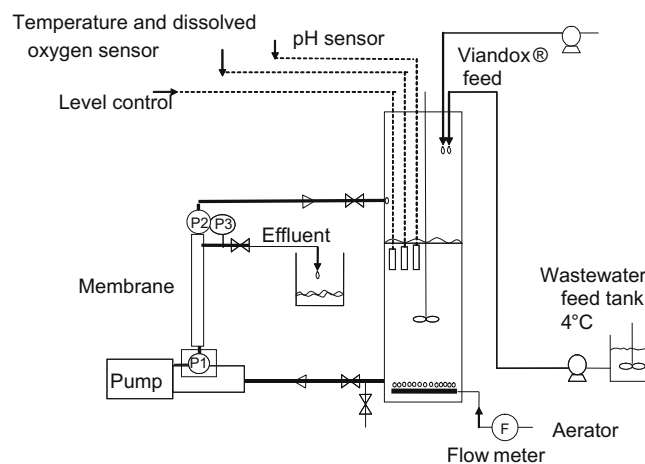 Temperature and dissolved
oxygen sensor
pH sensor
Viandox®
feed
Level control
P2
P3
Effluent
Membrane
Wastewater
feed tank
4°C
P1
Pump
F
Aerator
Flow meter